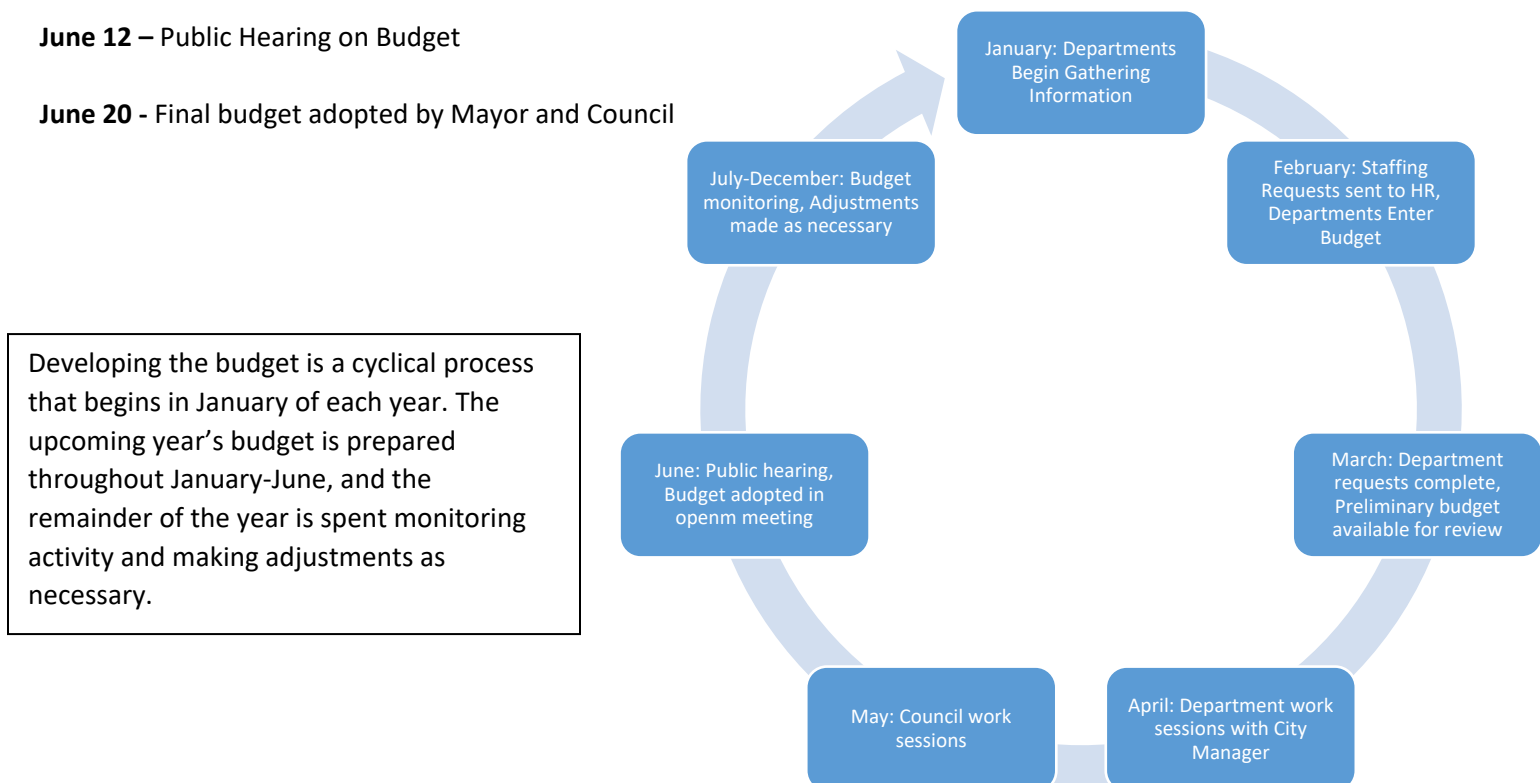 June 12 – Public Hearing on Budget
June 20 - Final budget adopted by Mayor and Council
January: Departments
Begin Gathering
Information
February: Staffing
Requests sent to HR,
Departments Enter
Budget
March: Department
requests complete,
Preliminary budget
available for review
April: Department work
sessions with City
Manager
May: Council work
sessions
June: Public hearing,
Budget adopted in
openm meeting
July-December: Budget
monitoring, Adjustments
made as necessary
Developing the budget is a cyclical process
that begins in January of each year. The
upcoming year’s budget is prepared
throughout January-June, and the
remainder of the year is spent monitoring
activity and making adjustments as
necessary.